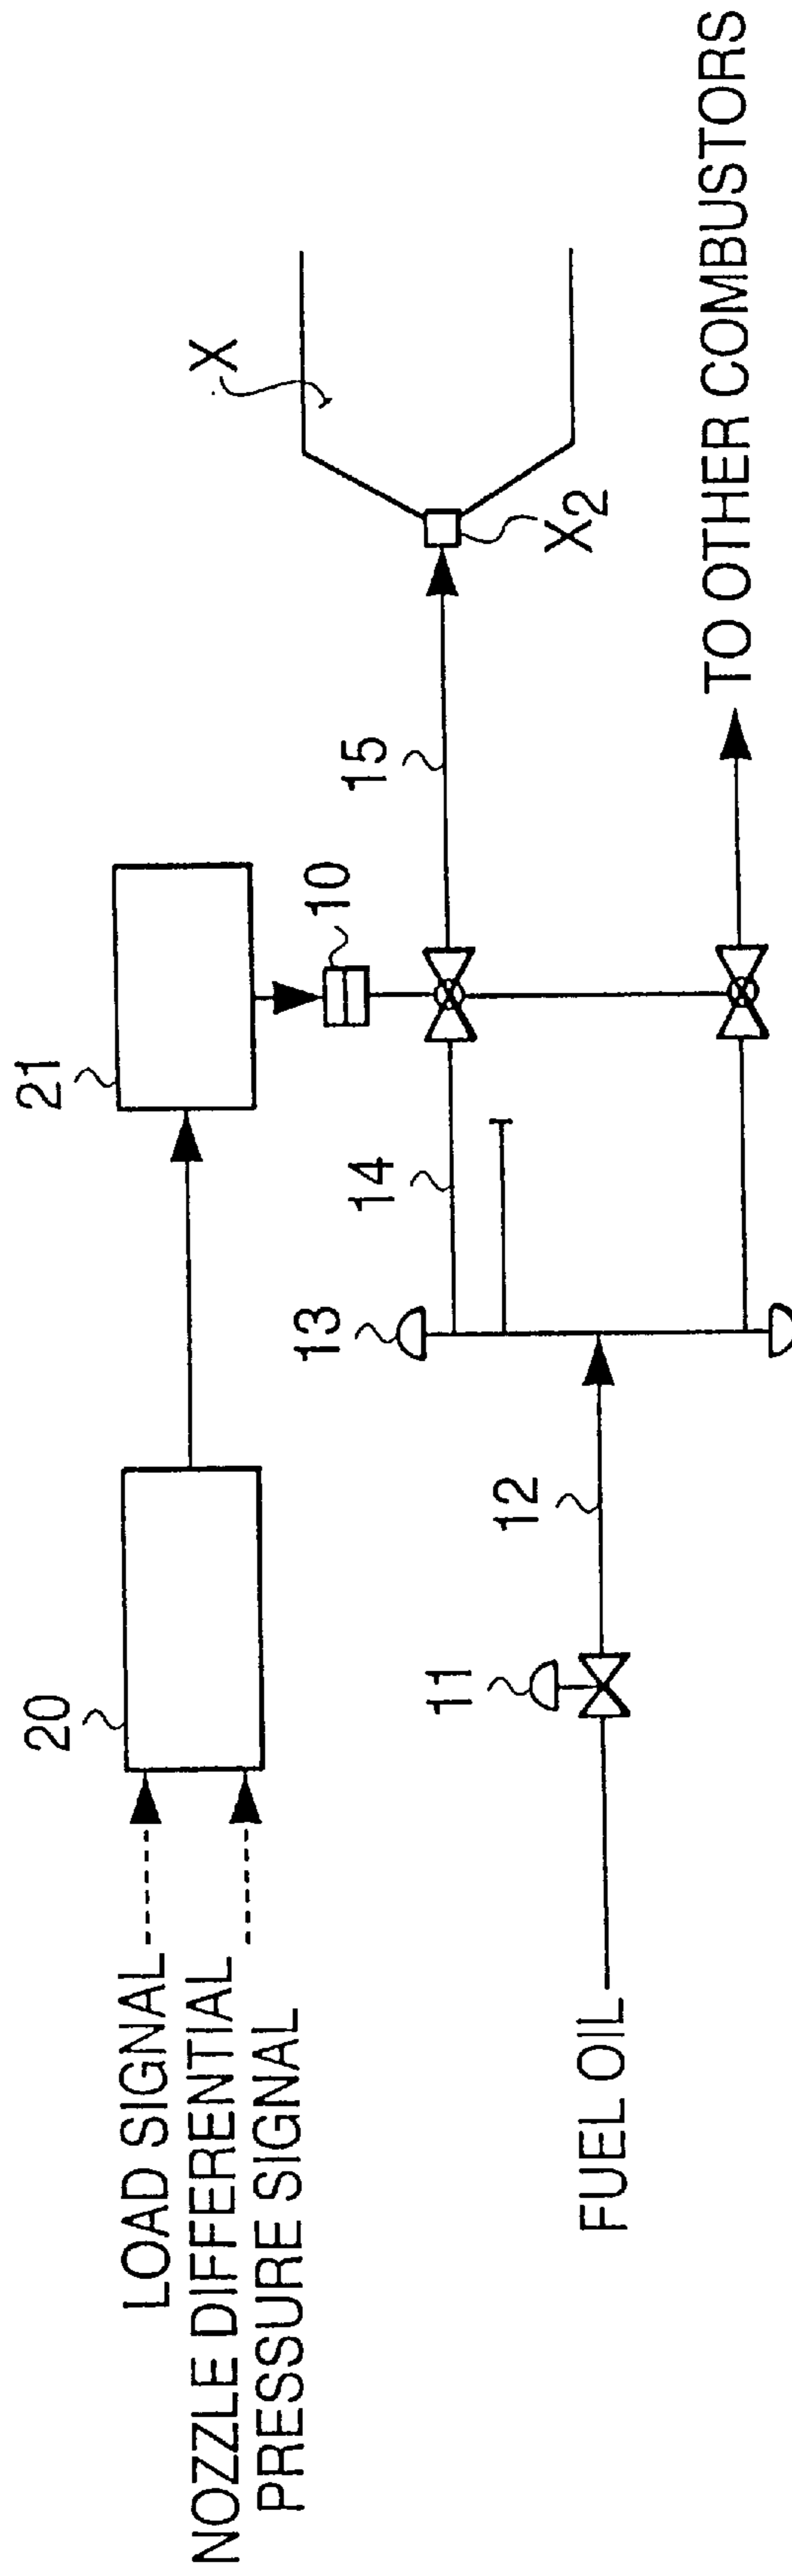 LOAD SIGNAL
NOZZLE DIFFERENTIAL
PRESSURE SIGNAL
20
21
10
X
X2
15
14
13
12
11
FUEL OIL
TO OTHER COMBUSTORS